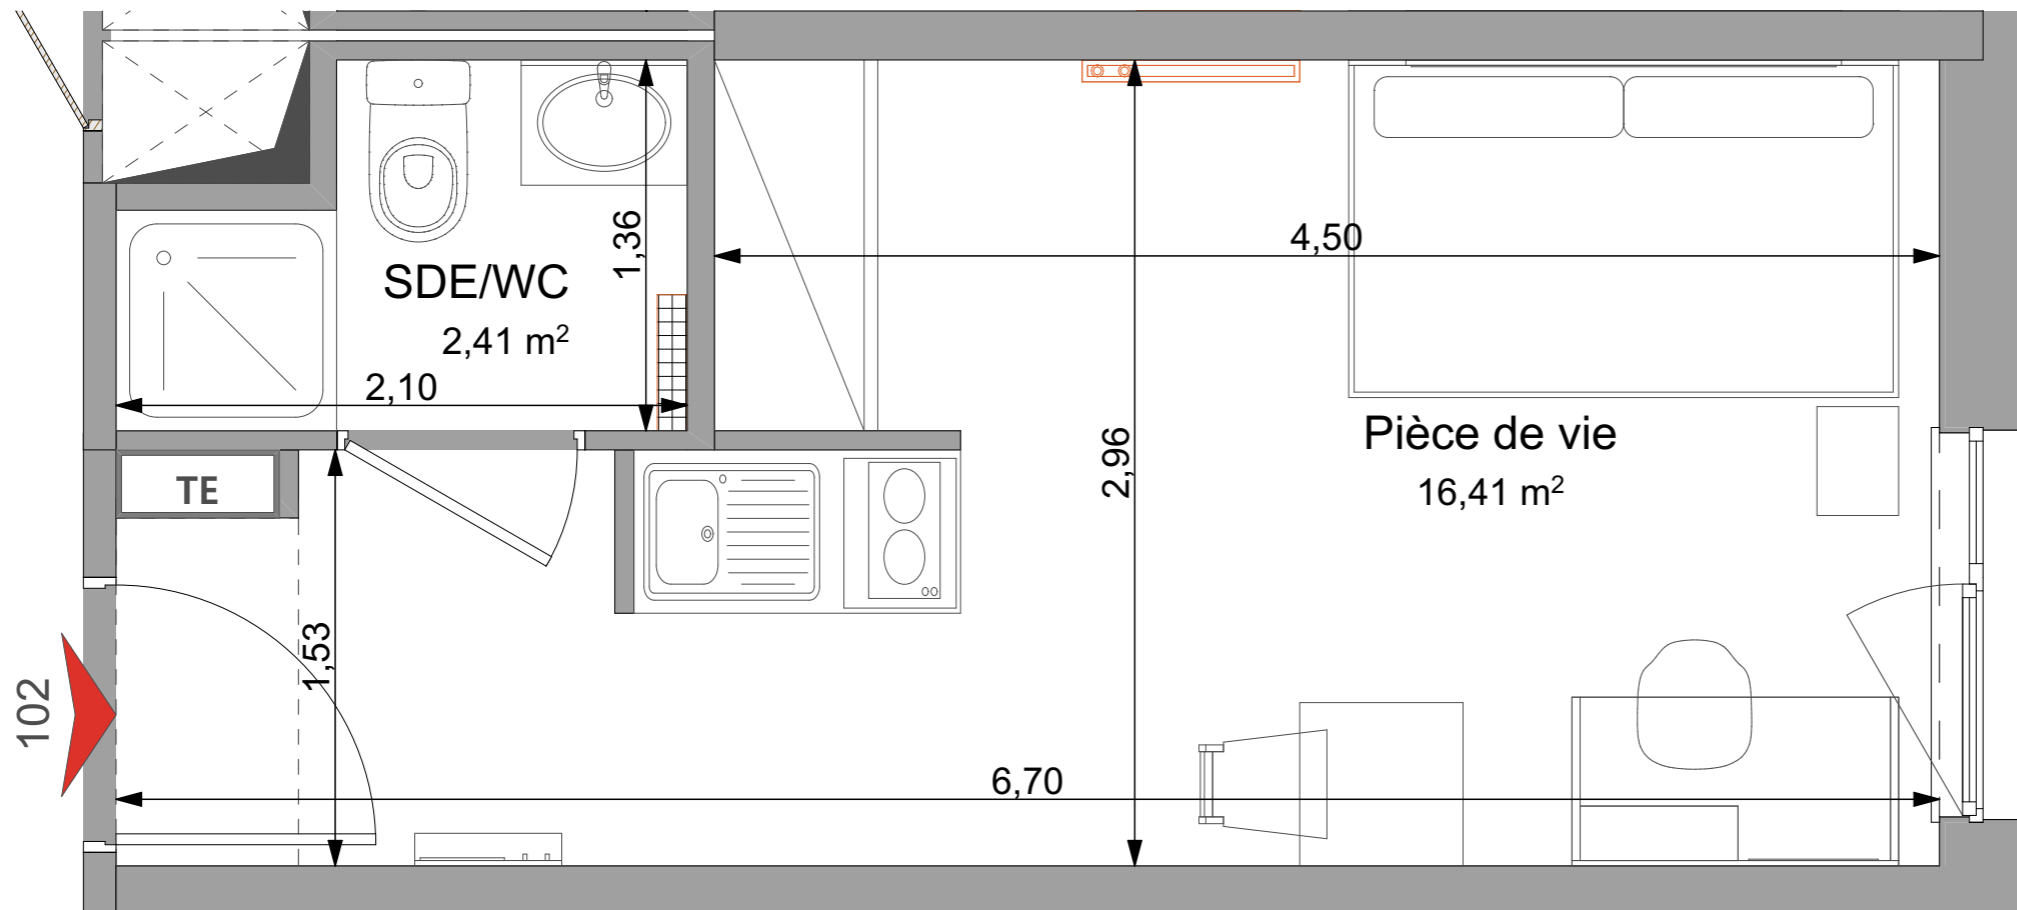 1,36
SDE/WC
2,41 m²
2,10
4,50
Pièce de vie
16,41 m²
2,96
TE
1,53
102
6,70